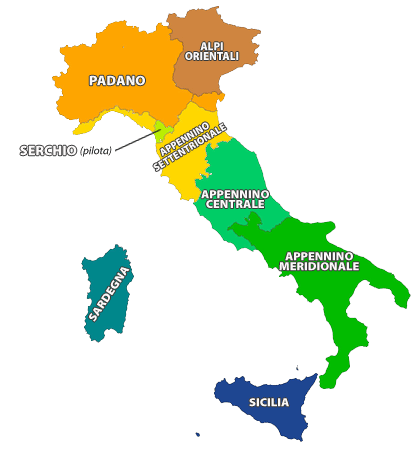 ALPI
ORIENTALI
PADANO
APPENNINO
SETTENTRIONALE
SERCHIO (pilota)
APPENNINO
CENTRALE
APPENNINO
MERIDIONALE
SARDEGNA
SICILIA